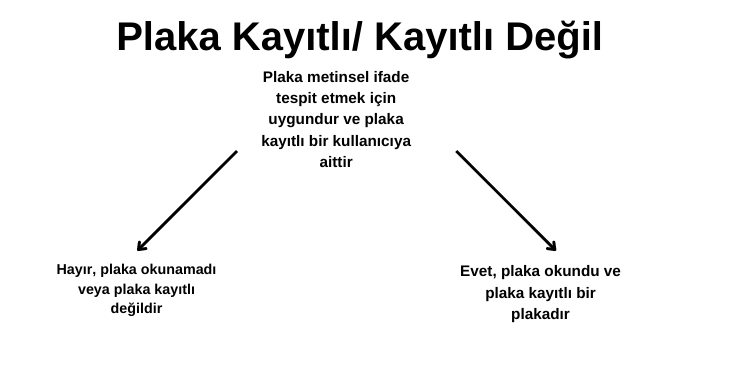 Plaka Kayıtlı/ Kayıtlı Değil
Plaka metinsel ifade
tespit etmek için
uygundur ve plaka
kayıtlı bir kullanıcıya
aittir
Hayır, plaka okunamadı
veya plaka kayıtlı
değildir
Evet, plaka okundu ve
plaka kayıtlı bir
plakadır